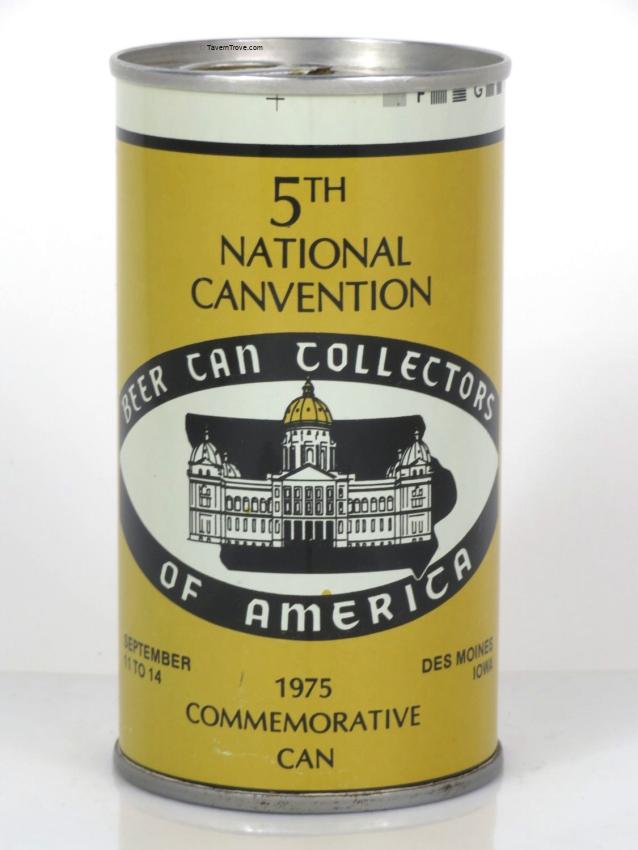 TavernTrove.com
5TH
NATIONAL
CANVENTION
BEER CAN COLLECTORS
OF AMERICA
SEPTEMBER
11 TO 14
DES MOINES
IOWA
1975
COMMEMORATIVE
CAN